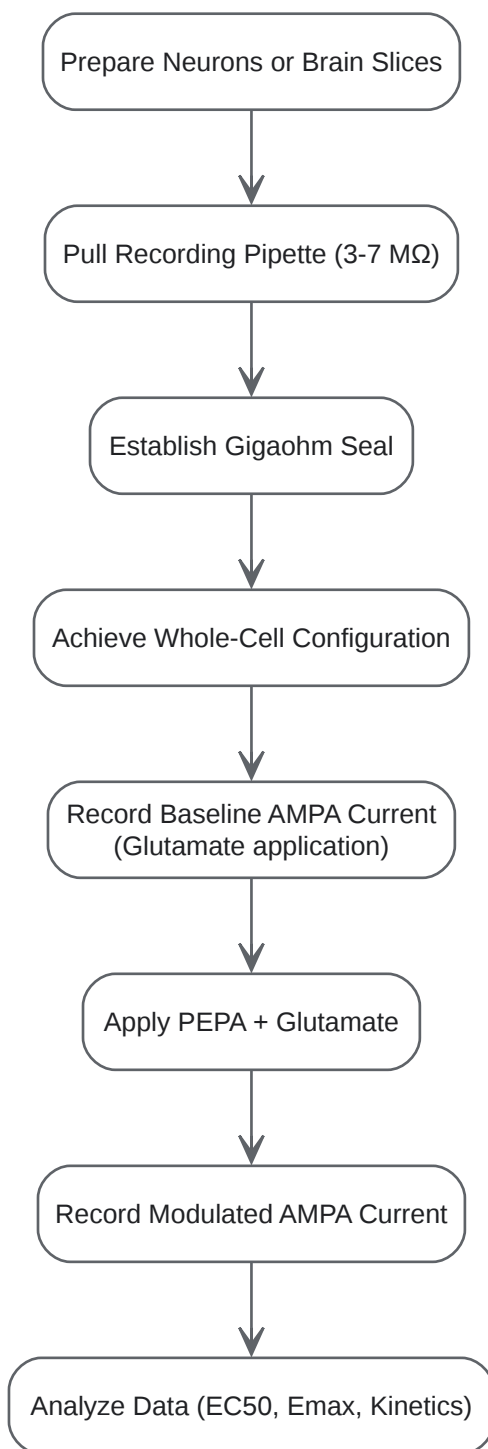 Prepare Neurons or Brain Slices
Pull Recording Pipette (3-7 MΩ)
Establish Gigaohm Seal
Achieve Whole-Cell Configuration
Record Baseline AMPA Current
(Glutamate application)
Apply PEPA + Glutamate
Record Modulated AMPA Current
Analyze Data (EC50, Emax, Kinetics)